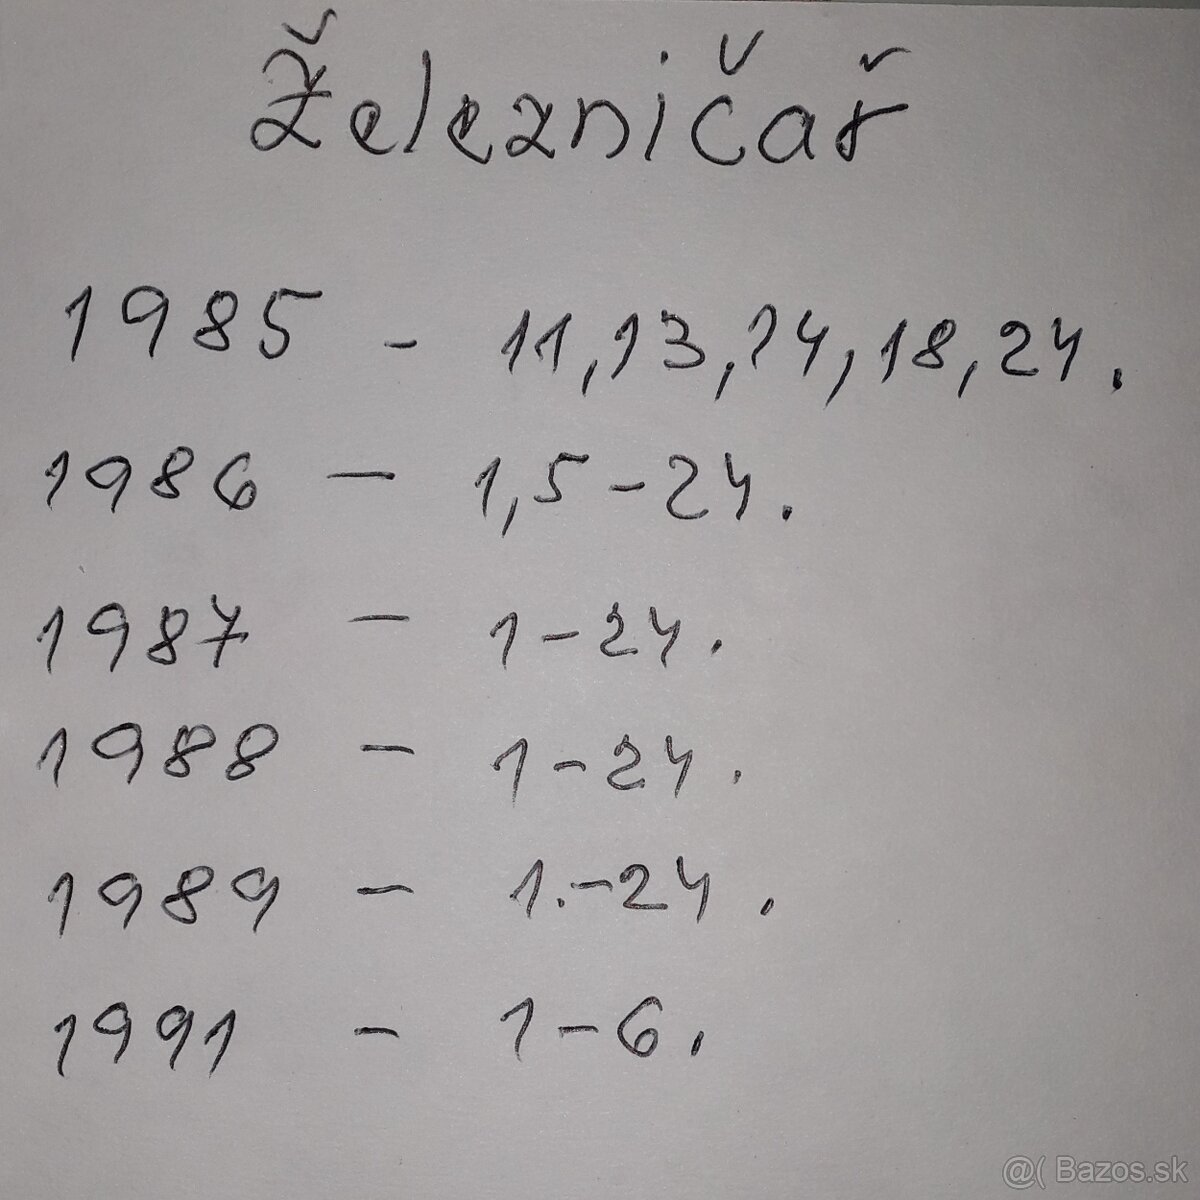 Železničař
1985 - 11,13,14,18,24.
1986 - 1,5-24.
1987 - 1-24.
1988 - 1-24.
1989 - 1.-24.
1991 - 1-6.
@( Bazos.sk